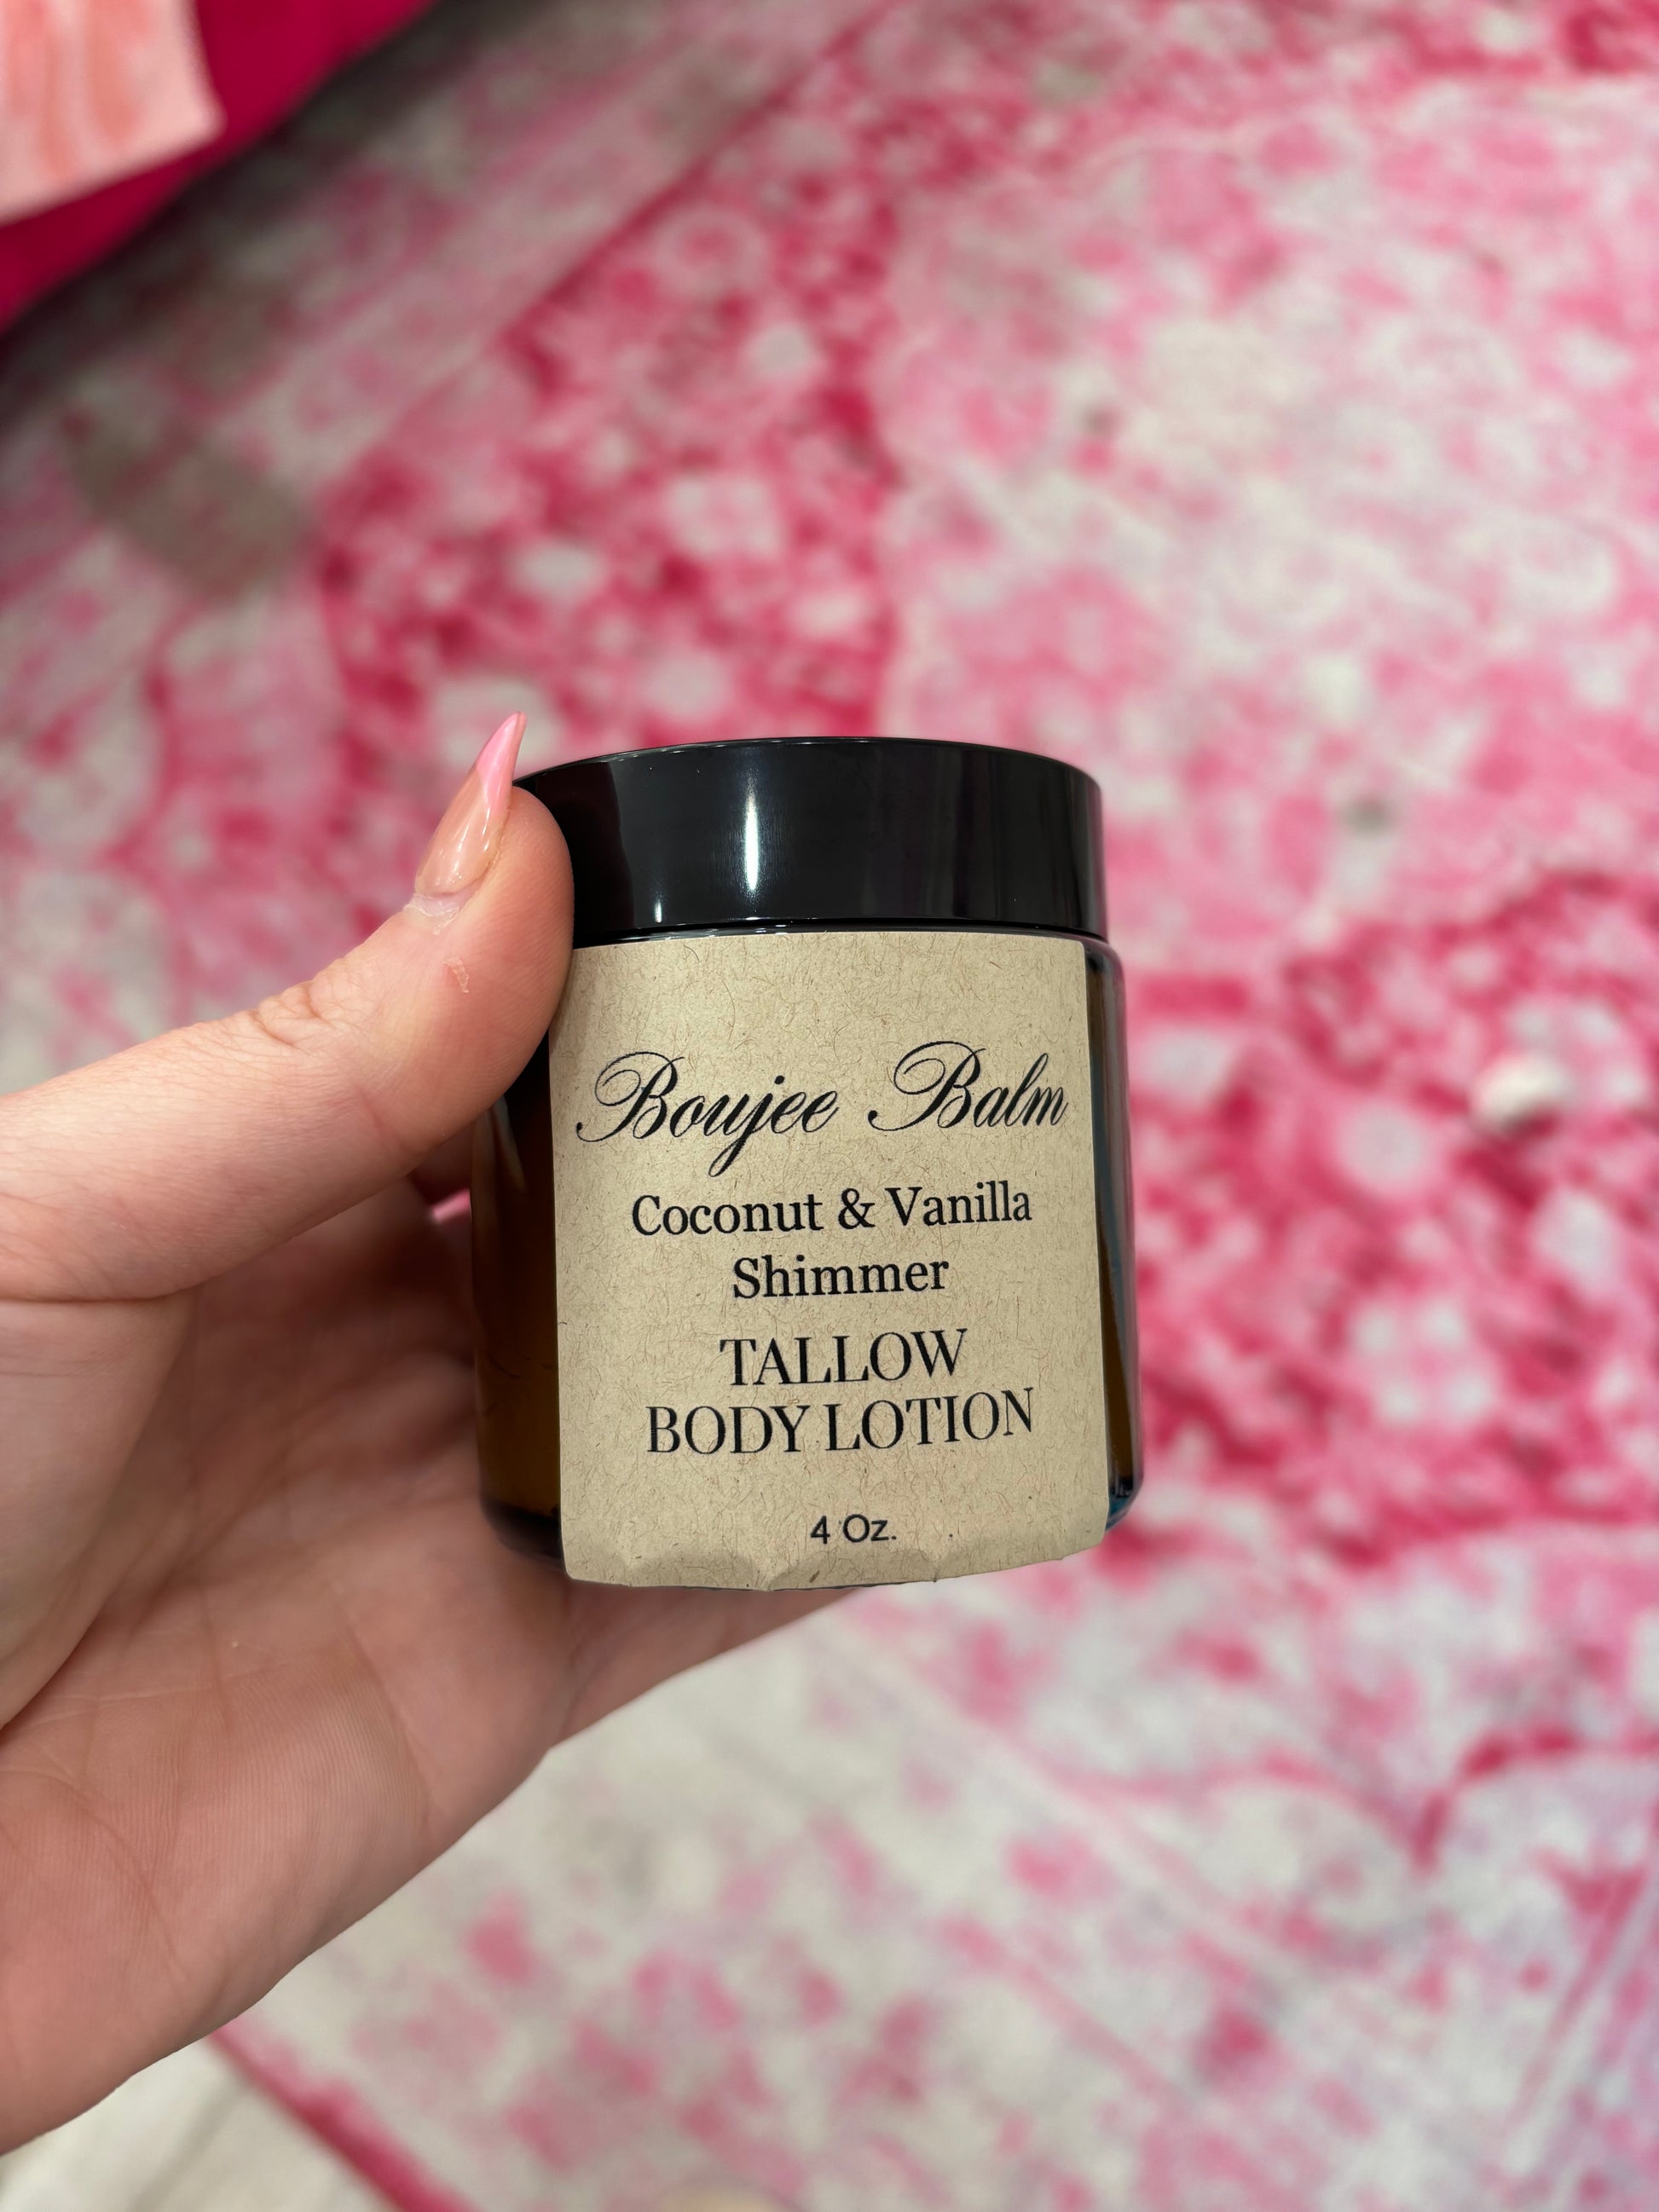 Boujee Balm
Coconut & Vanilla
Shimmer
TALLOW
BODY LOTION
4 Oz.